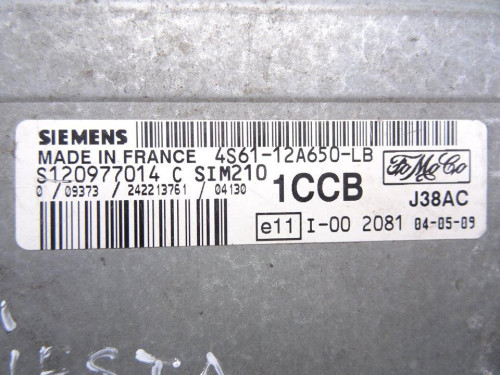 SIEMENS
MADE IN FRANCE 4S61-12A650-LB
S120977014 C SIM210
0 / 09373 / 242213761 / 04130
1CCB
FoMoCo
J38AC
e11 I-00 2081 04-05-09